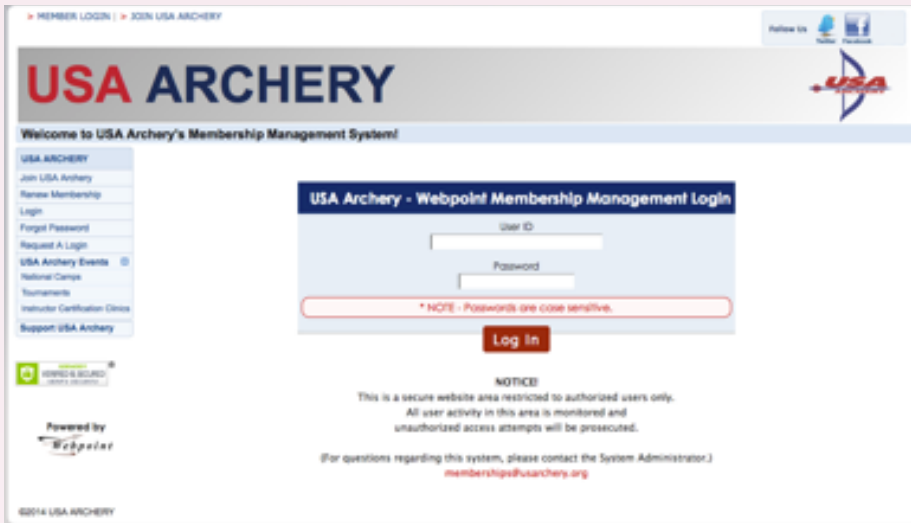 > MEMBER LOGIN | > JOIN USA ARCHERY
Follow Us
Twitter Facebook
USA ARCHERY
USA
ARCHERY
Welcome to USA Archery's Membership Management System!
USA ARCHERY
Join USA Archery
Renew Membership
Login
Forgot Password
Request A Login
USA Archery Events
National Camps
Tournaments
Instructor Certification Clinics
Support USA Archery
USA Archery - Webpoint Membership Management Login
User ID
Password
* NOTE - Passwords are case sensitive.
Log In
VERIFIED & SECURED
NOTICE!
This is a secure website area restricted to authorized users only.
All user activity in this area is monitored and
unauthorized access attempts will be prosecuted.
Powered by
Webpoint
(For questions regarding this system, please contact the System Administrator.)
memberships@usarchery.org
©2014 USA ARCHERY